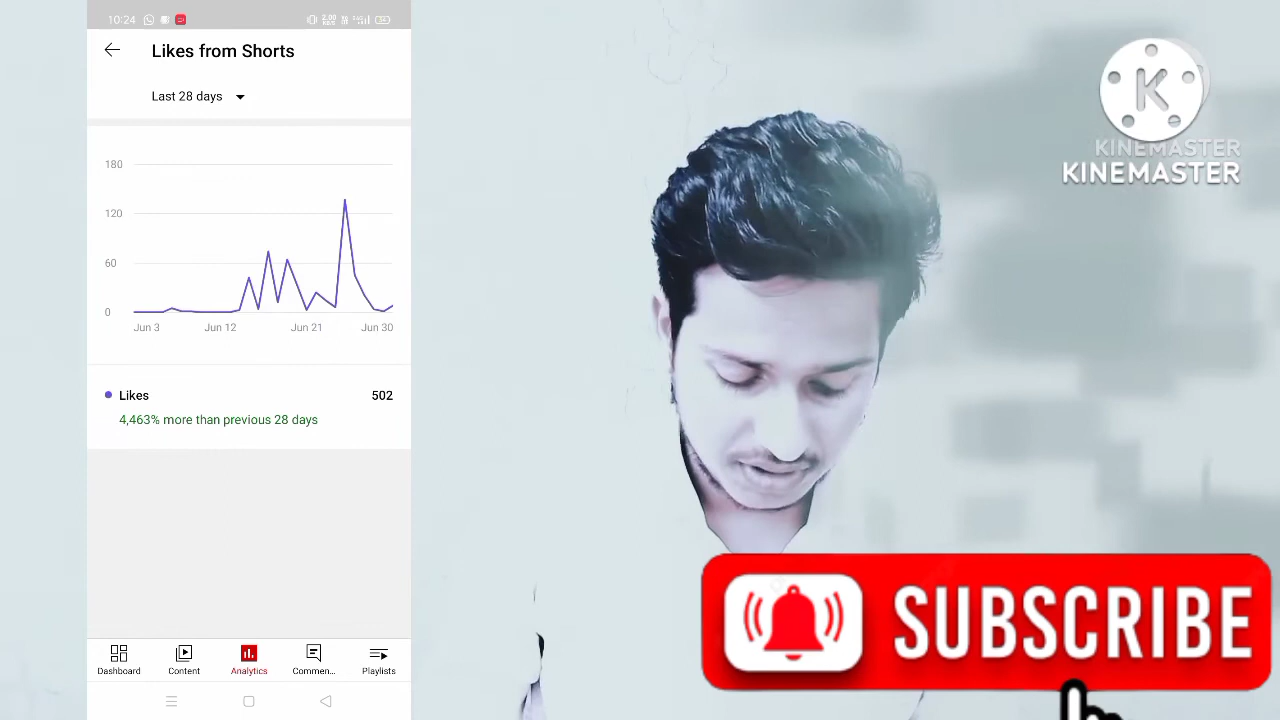 10:24
Likes from Shorts
Last 28 days
180
120
60
0
Jun 3 Jun 12 Jun 21 Jun 30
Likes 502
4,463% more than previous 28 days
Dashboard Content Analytics Commen... Playlists
K
KINEMASTER
KINEMASTER
SUBSCRIBE